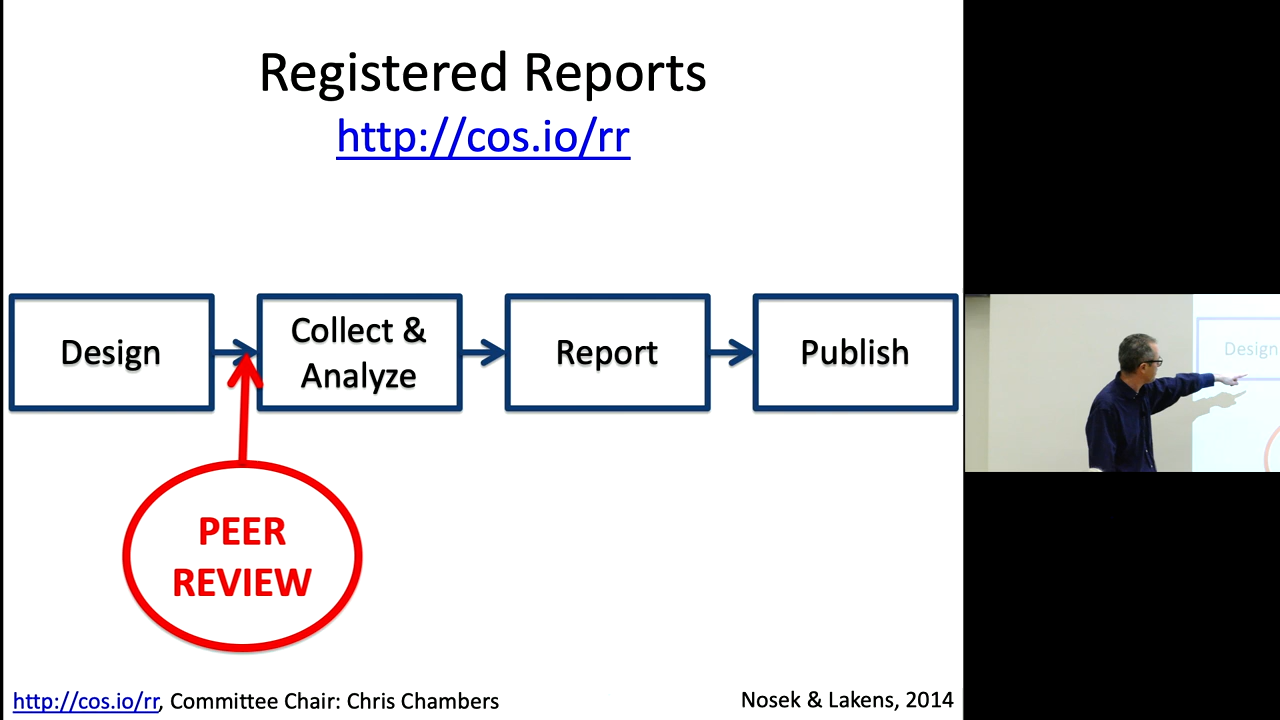 Registered Reports
http://cos.io/rr
Design
Collect &
Analyze
Report
Publish
PEER
REVIEW
http://cos.io/rr, Committee Chair: Chris Chambers
Nosek & Lakens, 2014
Design